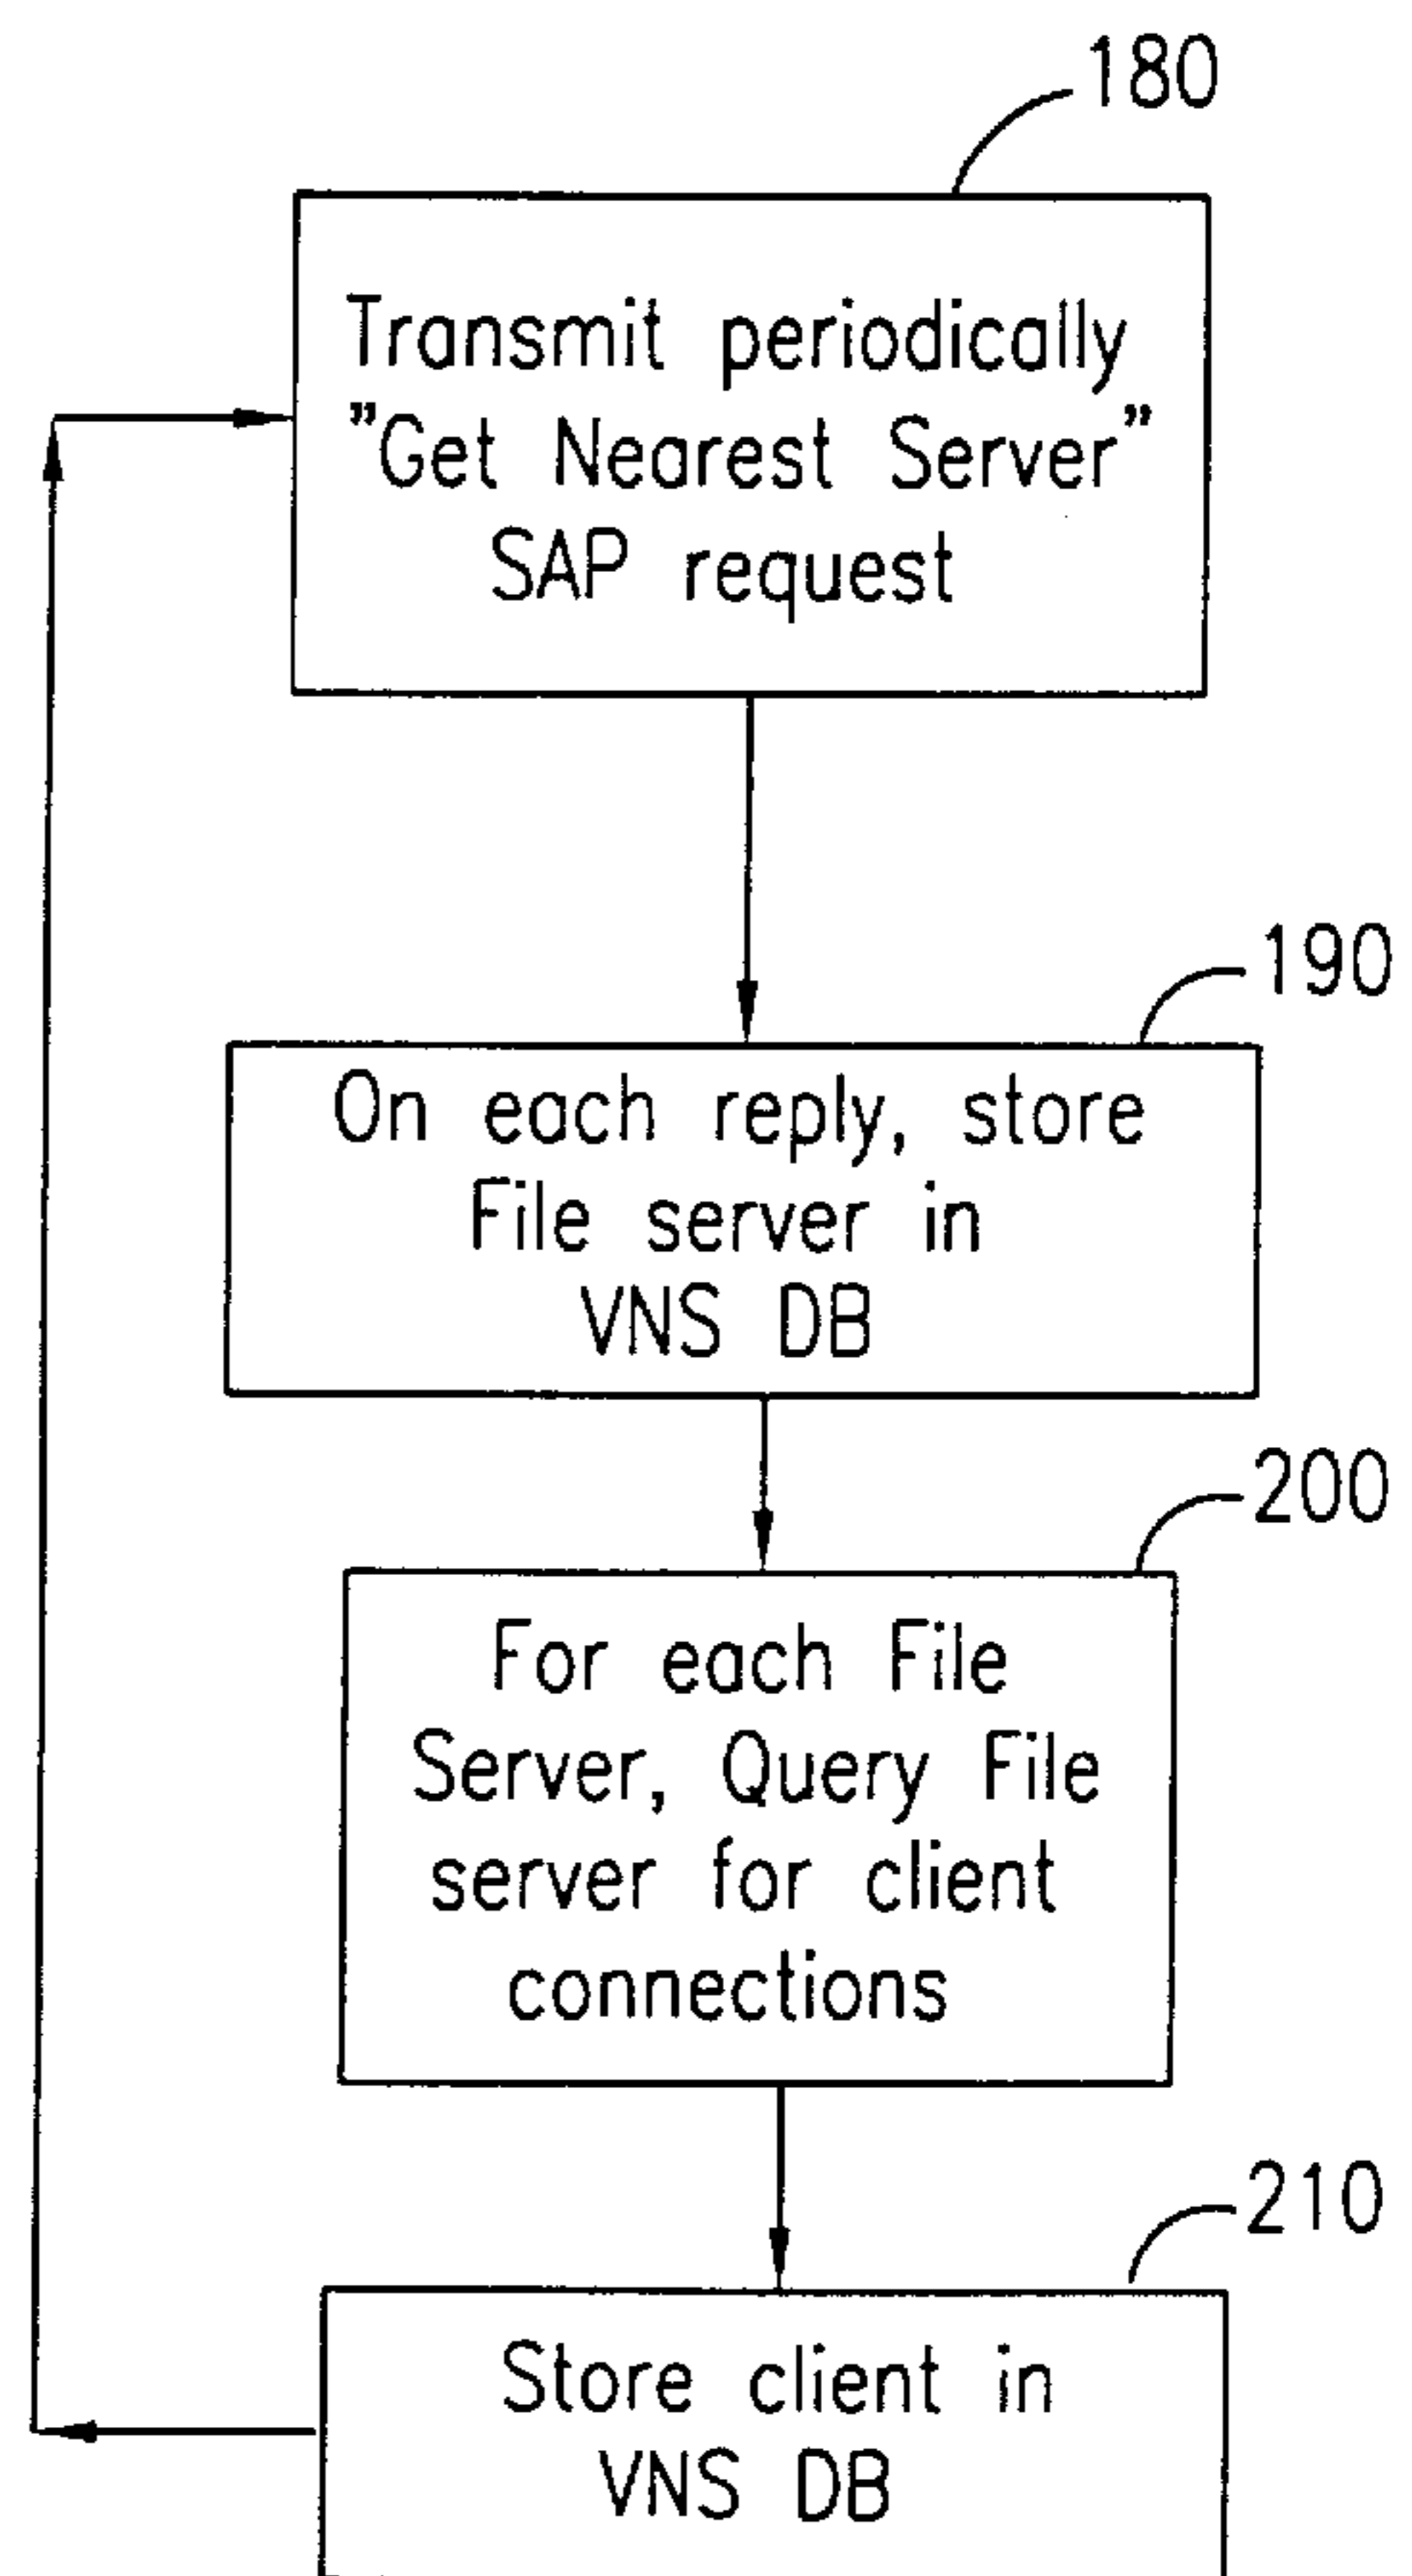 180
Transmit periodically
"Get Nearest Server"
SAP request
190
On each reply, store
File server in
VNS DB
200
For each File
Server, Query File
server for client
connections
210
Store client in
VNS DB